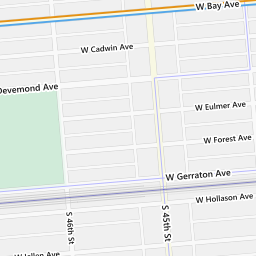 W Bay Ave
W Cadwin Ave
Devemond Ave
W Eulmer Ave
W Forest Ave
W Gerraton Ave
W Hollason Ave
S 46th St
S 45th St